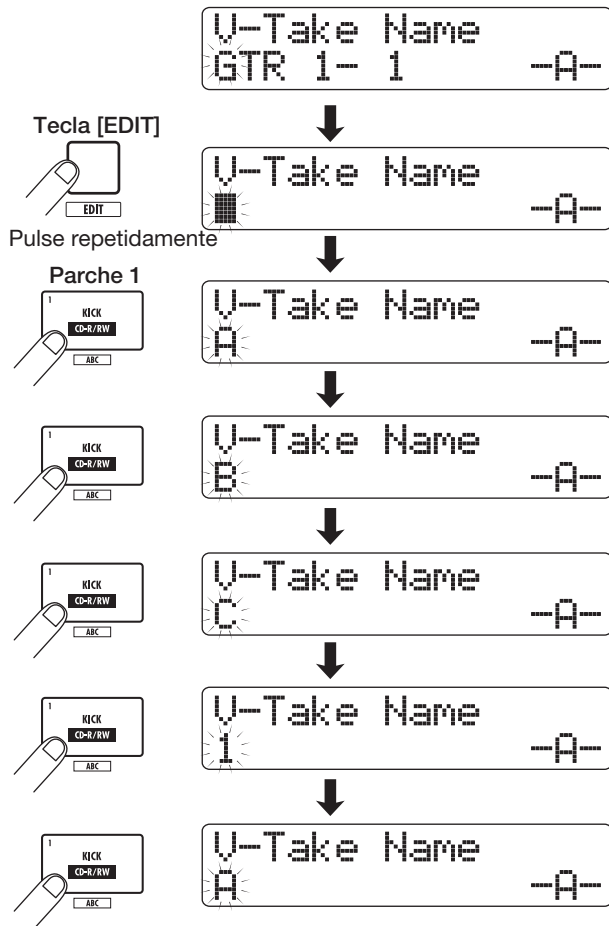 V-Take Name
GTR 1- 1 -A-
Tecla [EDIT]
EDIT
Pulse repetidamente
V-Take Name
-A-
Parche 1
1
KICK
CD-R/RW
ABC
V-Take Name
A -A-
1
KICK
CD-R/RW
ABC
V-Take Name
B -A-
1
KICK
CD-R/RW
ABC
V-Take Name
C -A-
1
KICK
CD-R/RW
ABC
V-Take Name
1 -A-
1
KICK
CD-R/RW
ABC
V-Take Name
A -A-